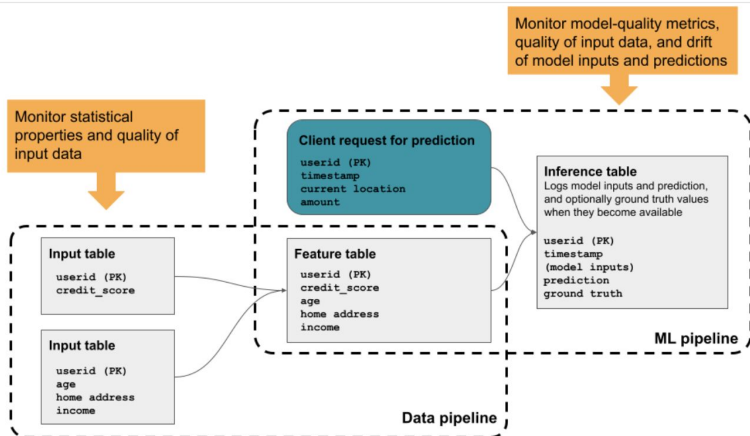 Monitor model-quality metrics,
quality of input data, and drift
of model inputs and predictions
Monitor statistical
properties and quality of
input data
Client request for prediction
userid (PK)
timestamp
current location
amount
Inference table
Logs model inputs and prediction,
and optionally ground truth values
when they become available
userid (PK)
timestamp
(model inputs)
prediction
ground truth
Input table
userid (PK)
credit_score
Feature table
userid (PK)
credit_score
age
home address
income
Input table
userid (PK)
age
home address
income
ML pipeline
Data pipeline